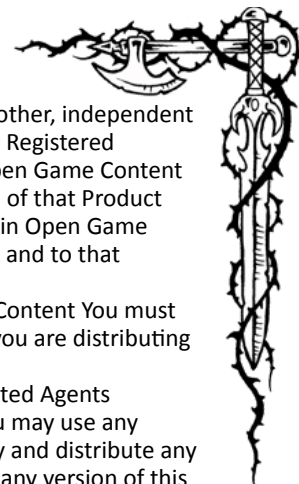 other, independent
Registered
pen Game Content
of that Product
in Open Game
and to that
Content You must
you are distributing
ted Agents
u may use any
y and distribute any
any version of this